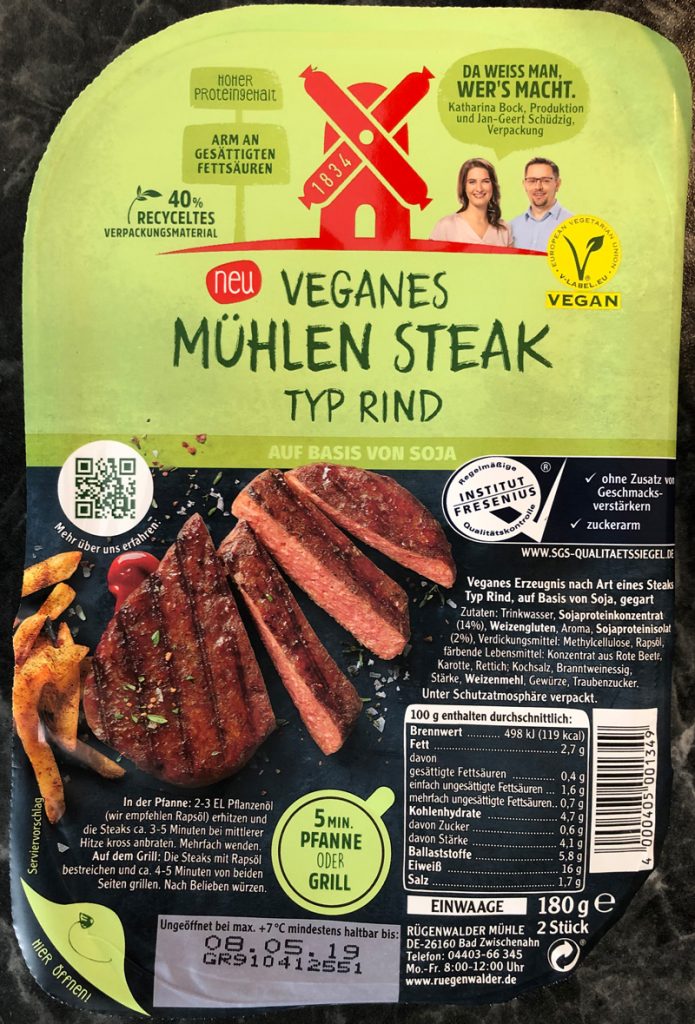 HOHER
PROTEINGEHALT
ARM AN
GESÄTTIGTEN
FETTSÄUREN
40%
RECYCELTES
VERPACKUNGSMATERIAL
1834
DA WEISS MAN,
WER'S MACHT.
Katharina Bock, Produktion
und Jan-Geert Schüdzig,
Verpackung
EUROPEAN VEGETARIAN UNION
V-LABEL.EU
VEGAN
neu VEGANES
MÜHLEN STEAK
TYP RIND
AUF BASIS VON SOJA
Mehr über uns erfahren:
Regelmäßige
INSTITUT
FRESENIUS
Qualitätskontrolle
®
✓ ohne Zusatz von
Geschmacks-
verstärkern
✓ zuckerarm
WWW.SGS-QUALITAETSSIEGEL.DE
Veganes Erzeugnis nach Art eines Steaks
Typ Rind, auf Basis von Soja, gegart
Zutaten: Trinkwasser, Sojaproteinkonzentrat
(14%), Weizengluten, Aroma, Sojaproteinisolat
(2%), Verdickungsmittel: Methylcellulose, Rapsöl,
färbende Lebensmittel: Konzentrat aus Rote Beete,
Karotte, Rettich; Kochsalz, Branntweinessig,
Stärke, Weizenmehl, Gewürze, Traubenzucker.
Unter Schutzatmosphäre verpackt.
100 g enthalten durchschnittlich:
Brennwert 498 kJ (119 kcal)
Fett 2,7 g
davon
gesättigte Fettsäuren 0,4 g
einfach ungesättigte Fettsäuren 1,6 g
mehrfach ungesättigte Fettsäuren 0,7 g
Kohlenhydrate 4,7 g
davon Zucker 0,6 g
davon Stärke 4,1 g
Ballaststoffe 5,8 g
Eiweiß 16 g
Salz 1,7 g
4 000405 001349
Serviervorschlag
In der Pfanne: 2-3 EL Pflanzenöl
(wir empfehlen Rapsöl) erhitzen und
die Steaks ca. 3-5 Minuten bei mittlerer
Hitze kross anbraten. Mehrfach wenden.
Auf dem Grill: Die Steaks mit Rapsöl
bestreichen und ca. 4-5 Minuten von beiden
Seiten grillen. Nach Belieben würzen.
5 MIN.
PFANNE
ODER
GRILL
EINWAAGE 180 g e
2 Stück
RÜGENWALDER MÜHLE
DE-26160 Bad Zwischenahn
Telefon: 04403-66 345
Mo.-Fr. 8:00-12:00 Uhr
www.ruegenwalder.de
HIER ÖFFNEN!
Ungeöffnet bei max. +7°C mindestens haltbar bis:
08.05.19
GR910412551